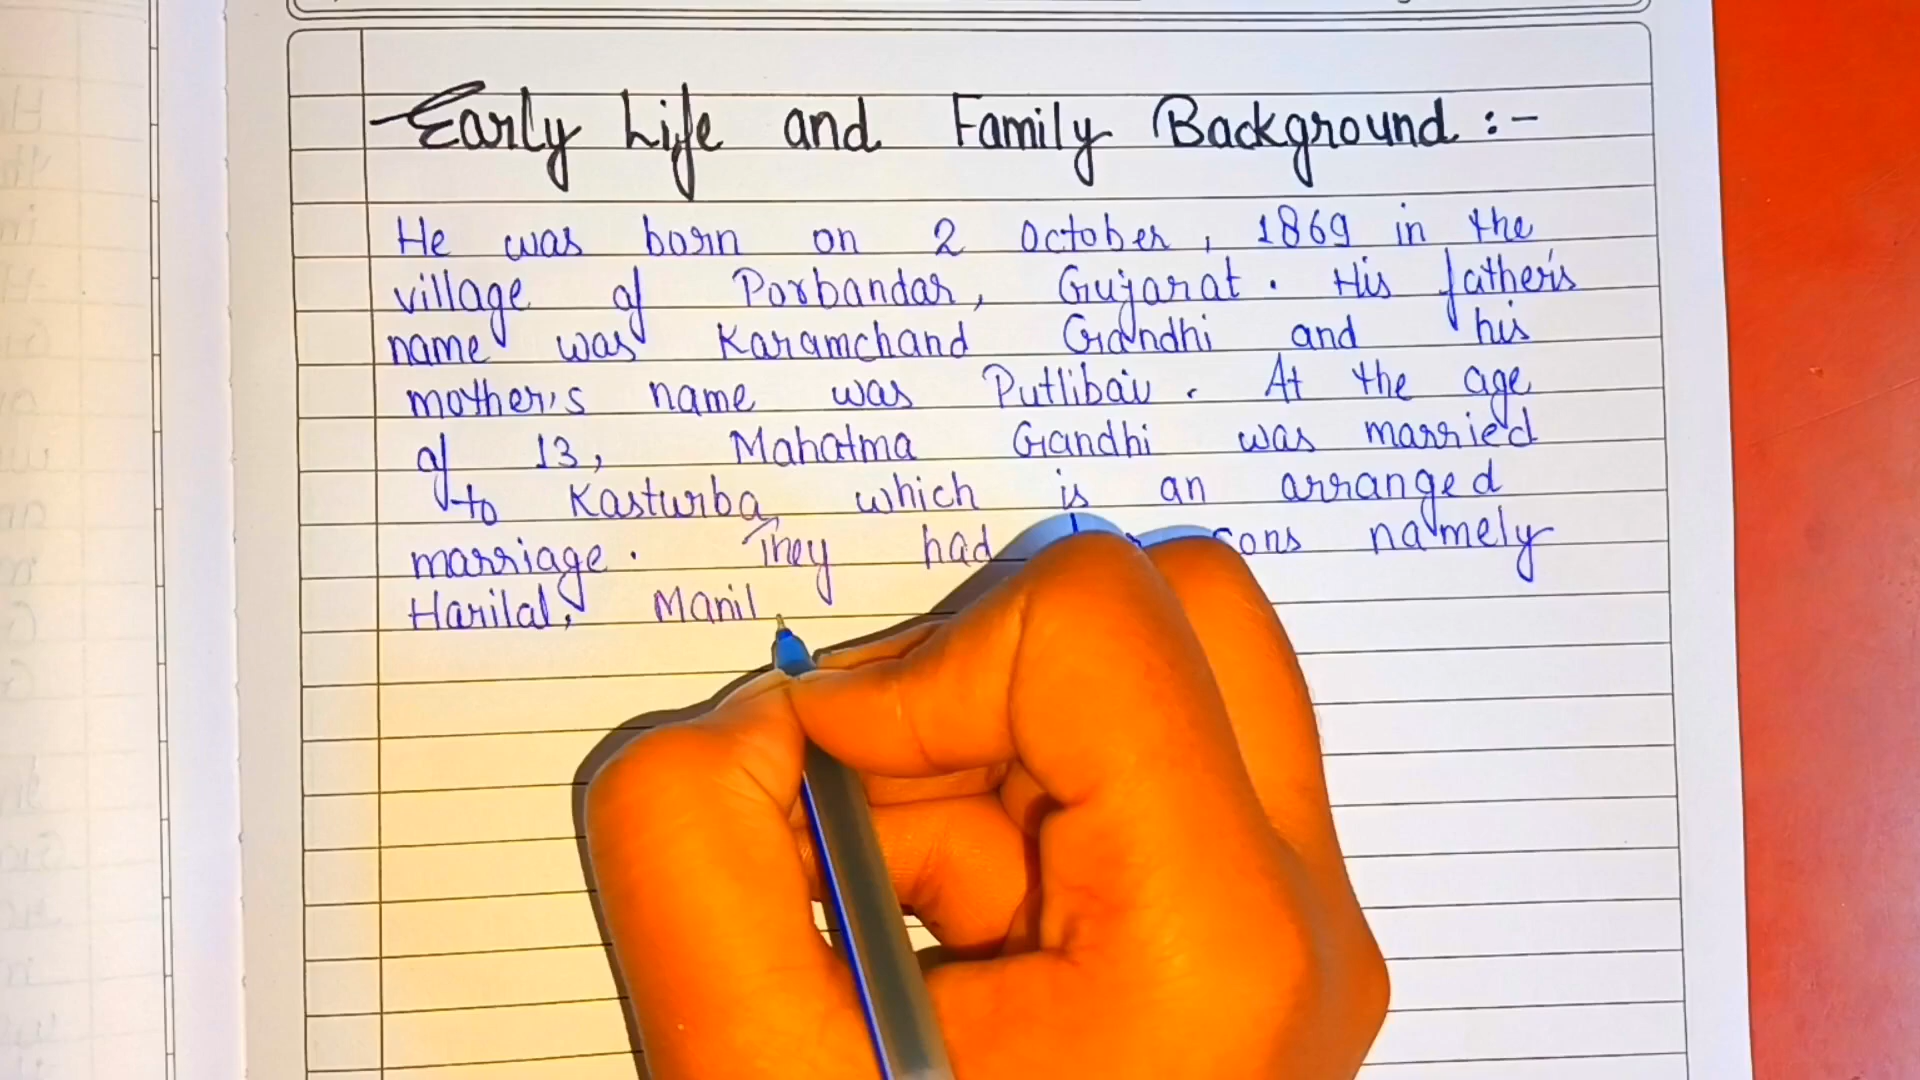 Early Life and Family Background :-
He was born on 2 October, 1869 in the
village of Porbandar, Gujarat. His father's
name was Karamchand Gandhi and his
mother's name was Putlibai. At the age
of 13, Mahatma Gandhi was married
to Kasturba which is an arranged
marriage. They had sons namely
Harilal, Manil